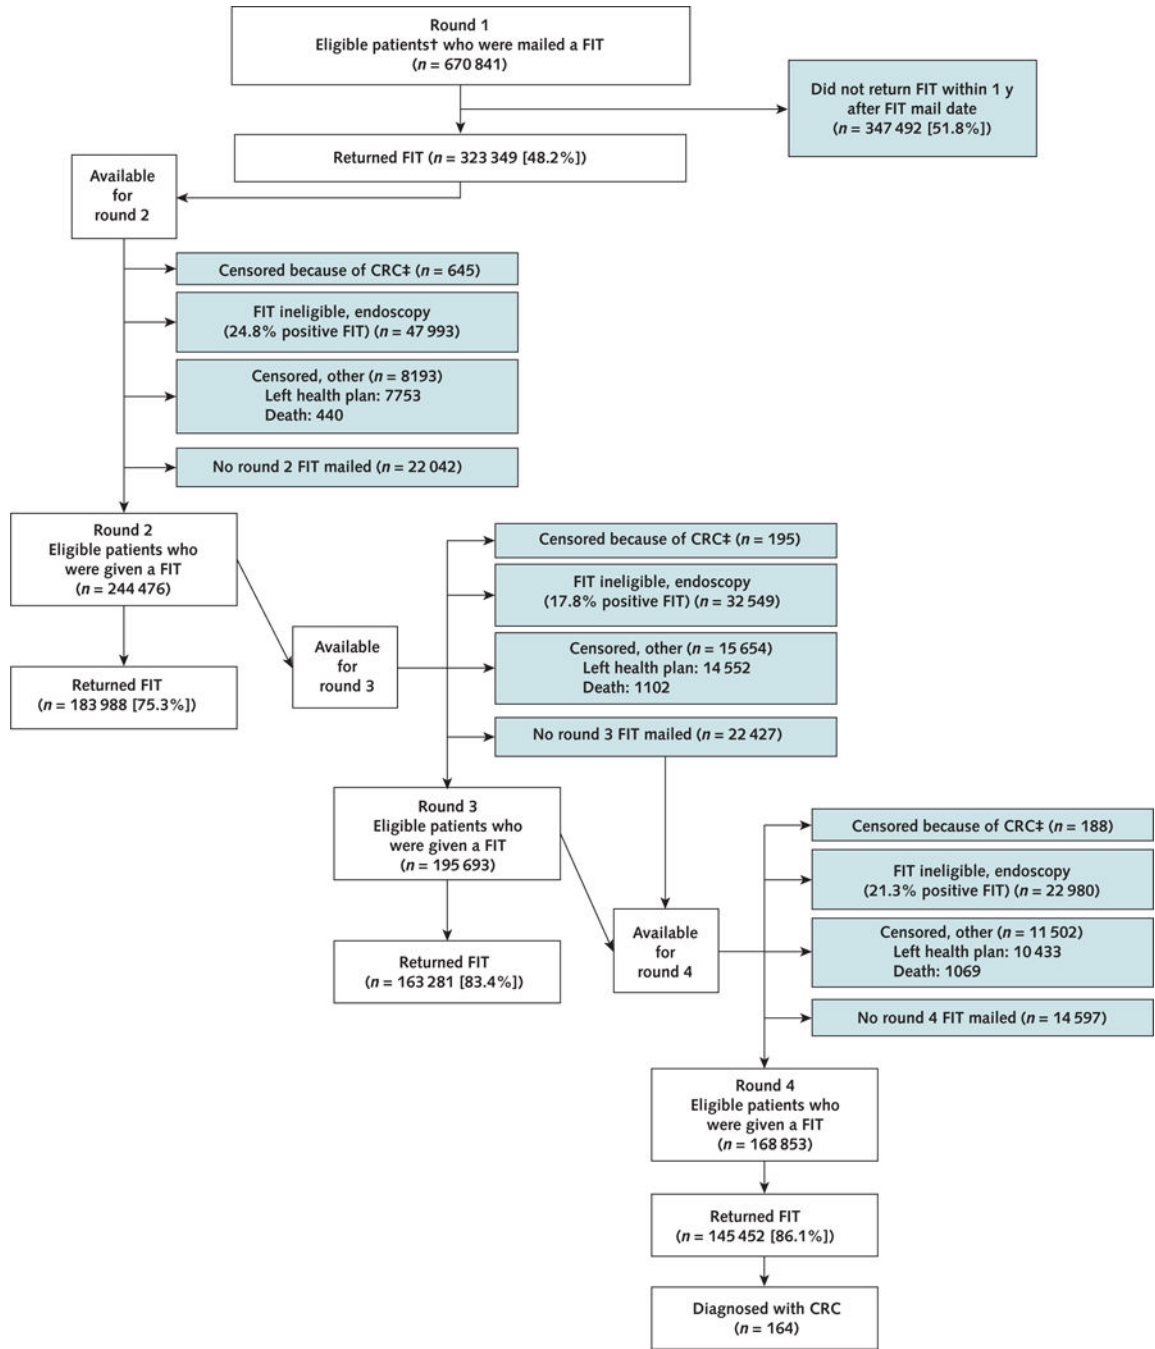 Round 1
Eligible patients† who were mailed a FIT
(n = 670 841)
Did not return FIT within 1 y
after FIT mail date
(n = 347 492 [51.8%])
Returned FIT (n = 323 349 [48.2%])
Available
for
round 2
Censored because of CRC‡ (n = 645)
FIT ineligible, endoscopy
(24.8% positive FIT) (n = 47 993)
Censored, other (n = 8193)
Left health plan: 7753
Death: 440
No round 2 FIT mailed (n = 22 042)
Round 2
Eligible patients who
were given a FIT
(n = 244 476)
Returned FIT
(n = 183 988 [75.3%])
Available
for
round 3
Censored because of CRC‡ (n = 195)
FIT ineligible, endoscopy
(17.8% positive FIT) (n = 32 549)
Censored, other (n = 15 654)
Left health plan: 14 552
Death: 1102
No round 3 FIT mailed (n = 22 427)
Round 3
Eligible patients who
were given a FIT
(n = 195 693)
Returned FIT
(n = 163 281 [83.4%])
Available
for
round 4
Censored because of CRC‡ (n = 188)
FIT ineligible, endoscopy
(21.3% positive FIT) (n = 22 980)
Censored, other (n = 11 502)
Left health plan: 10 433
Death: 1069
No round 4 FIT mailed (n = 14 597)
Round 4
Eligible patients who
were given a FIT
(n = 168 853)
Returned FIT
(n = 145 452 [86.1%])
Diagnosed with CRC
(n = 164)